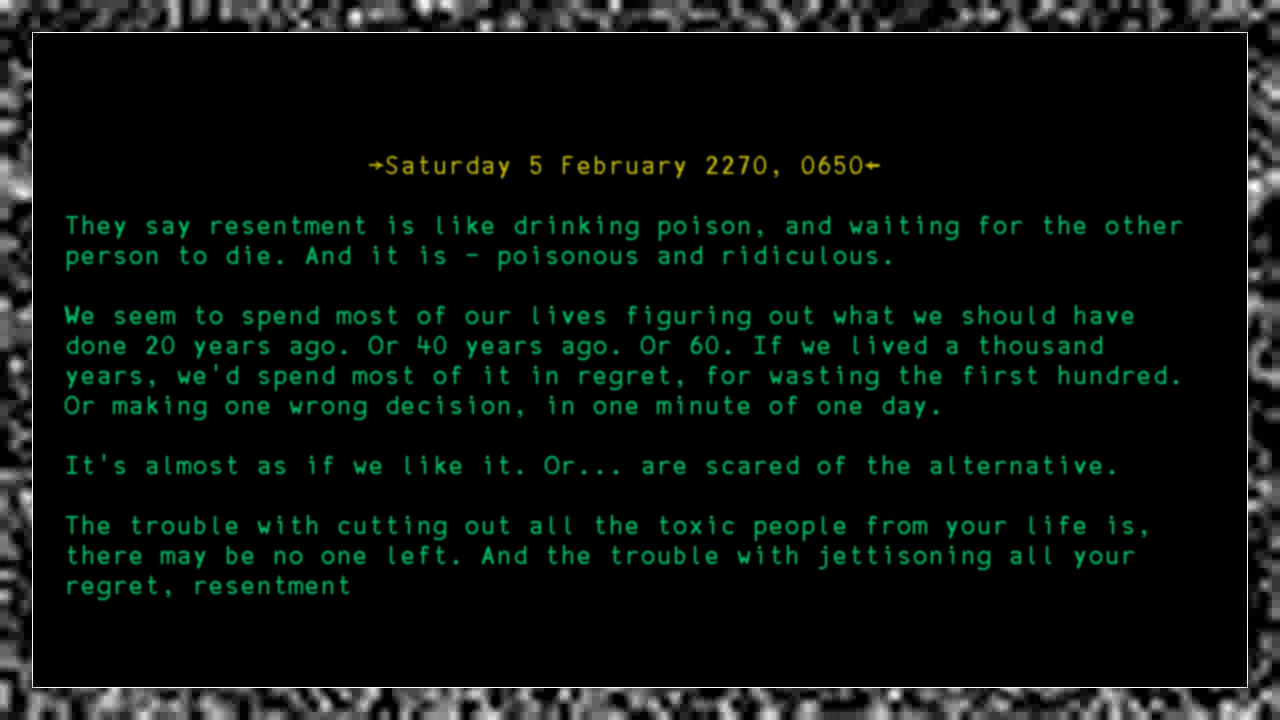 →Saturday 5 February 2270, 0650←
They say resentment is like drinking poison, and waiting for the other
person to die. And it is - poisonous and ridiculous.
We seem to spend most of our lives figuring out what we should have
done 20 years ago. Or 40 years ago. Or 60. If we lived a thousand
years, we'd spend most of it in regret, for wasting the first hundred.
Or making one wrong decision, in one minute of one day.
It's almost as if we like it. Or... are scared of the alternative.
The trouble with cutting out all the toxic people from your life is,
there may be no one left. And the trouble with jettisoning all your
regret, resentment